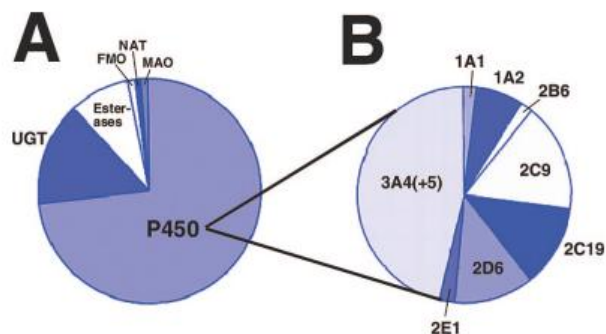 A
NAT
FMO
MAO
Ester-
ases
UGT
P450
B
1A1
1A2
2B6
2C9
3A4(+5)
2C19
2D6
2E1